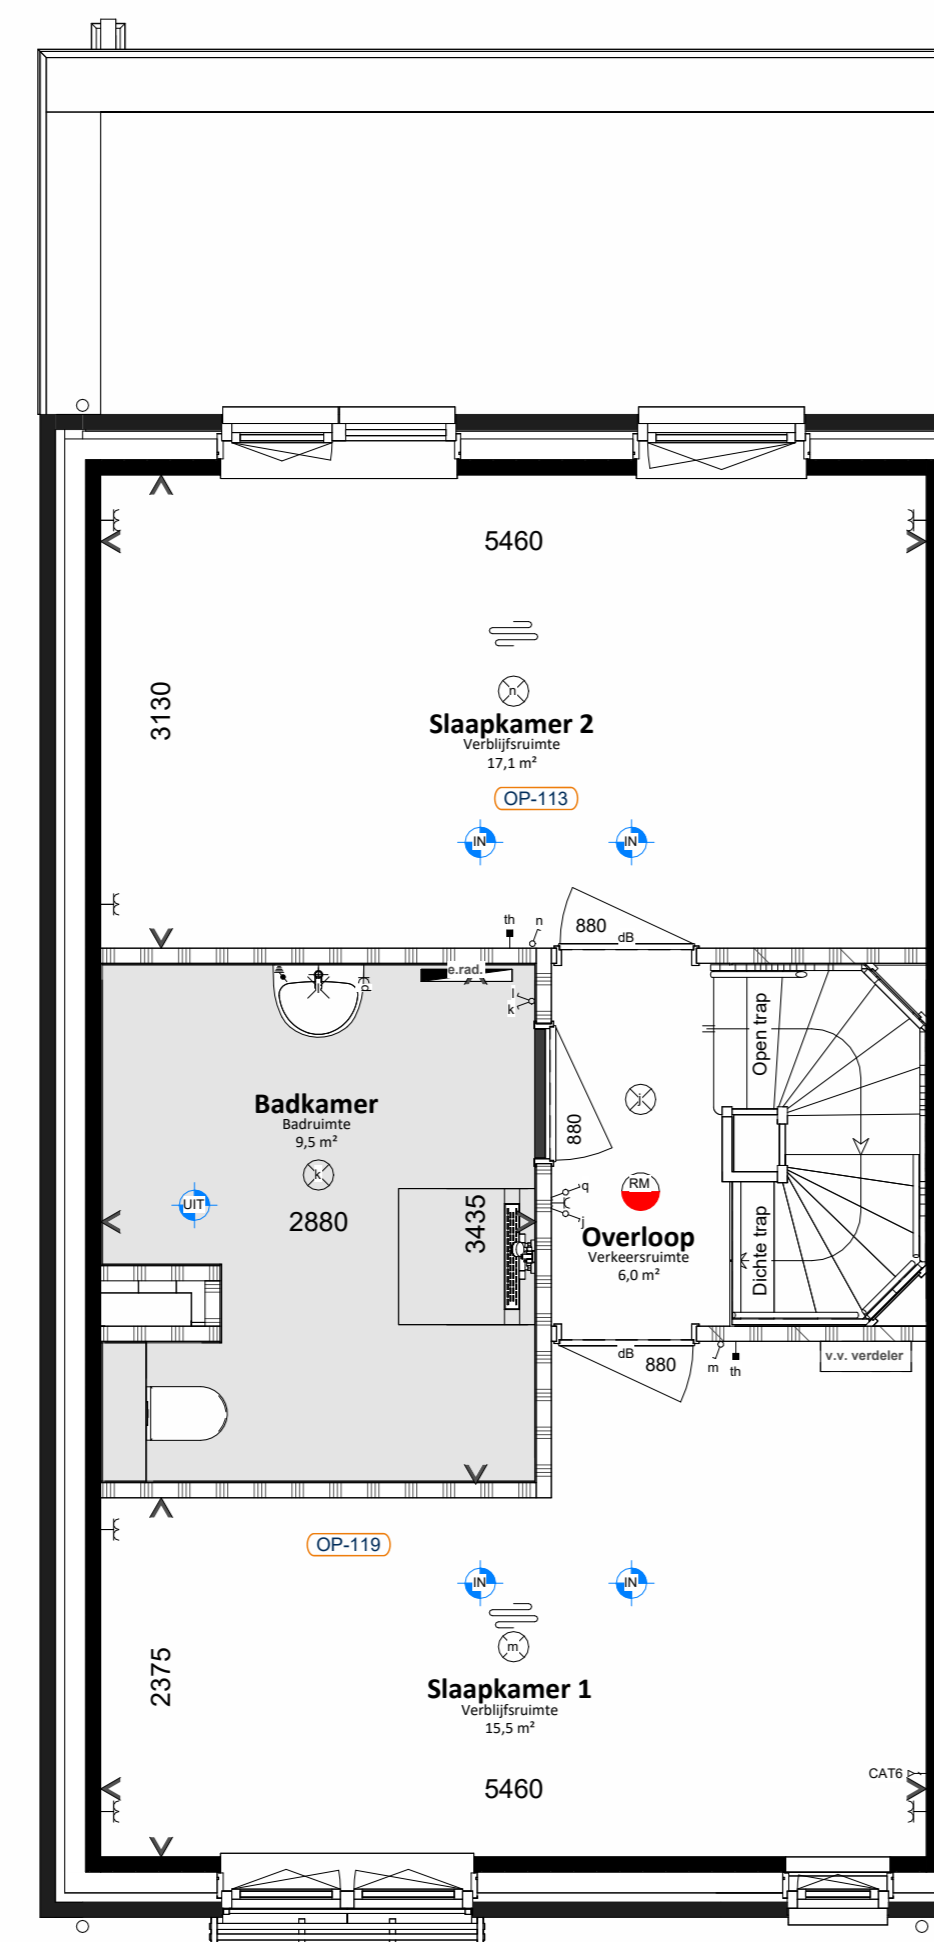 5460
3130
n
Slaapkamer 2
Verblijfsruimte
17,1 m²
OP-113
IN
IN
th
n
880
dB
e.rad.
l
k
Open trap
Badkamer
Badruimte
9,5 m²
k
880
j
UIT
2880
3435
q
j
RM
Overloop
Verkeersruimte
6,0 m²
Dichte trap
dB
880
m
th
v.v. verdeler
OP-119
IN
IN
m
2375
Slaapkamer 1
Verblijfsruimte
15,5 m²
CAT6
5460